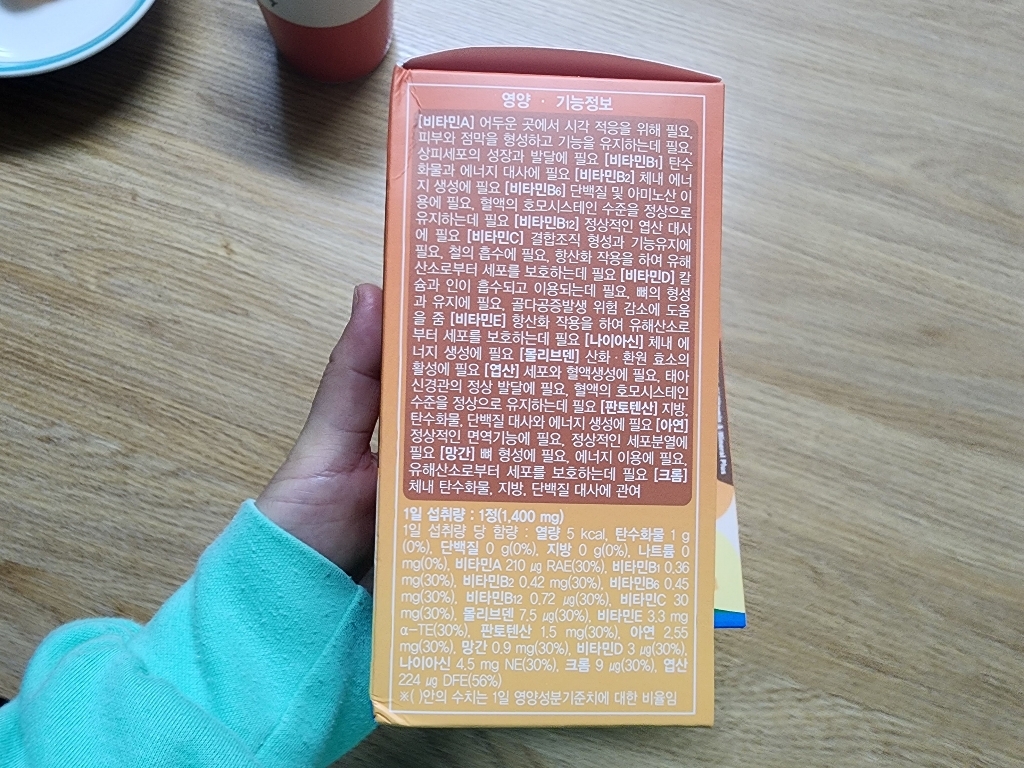 영양 · 기능정보
[비타민A] 어두운 곳에서 시각 적응을 위해 필요,
피부와 점막을 형성하고 기능을 유지하는데 필요,
상피세포의 성장과 발달에 필요 [비타민B1] 탄수
화물과 에너지 대사에 필요 [비타민B2] 체내 에너
지 생성에 필요 [비타민B6] 단백질 및 아미노산 이
용에 필요, 혈액의 호모시스테인 수준을 정상으로
유지하는데 필요 [비타민B12] 정상적인 엽산 대사
에 필요 [비타민C] 결합조직 형성과 기능유지에
필요, 철의 흡수에 필요, 항산화 작용을 하여 유해
산소로부터 세포를 보호하는데 필요 [비타민D] 칼
슘과 인이 흡수되고 이용되는데 필요, 뼈의 형성
과 유지에 필요, 골다공증발생 위험 감소에 도움
을 줌 [비타민E] 항산화 작용을 하여 유해산소로
부터 세포를 보호하는데 필요 [나이아신] 체내 에
너지 생성에 필요 [몰리브덴] 산화 · 환원 효소의
활성에 필요 [엽산] 세포와 혈액생성에 필요, 태아
신경관의 정상 발달에 필요, 혈액의 호모시스테인
수준을 정상으로 유지하는데 필요 [판토텐산] 지방,
탄수화물, 단백질 대사와 에너지 생성에 필요 [아연]
정상적인 면역기능에 필요, 정상적인 세포분열에
필요 [망간] 뼈 형성에 필요, 에너지 이용에 필요,
유해산소로부터 세포를 보호하는데 필요 [크롬]
체내 탄수화물, 지방, 단백질 대사에 관여
1일 섭취량 : 1정(1,400 mg)
1일 섭취량 당 함량 : 열량 5 kcal, 탄수화물 1 g
(0%), 단백질 0 g(0%), 지방 0 g(0%), 나트륨 0
mg(0%), 비타민A 210 µg RAE(30%), 비타민B1 0.36
mg(30%), 비타민B2 0.42 mg(30%), 비타민B6 0.45
mg(30%), 비타민B12 0.72 µg(30%), 비타민C 30
mg(30%), 몰리브덴 7.5 µg(30%), 비타민E 3.3 mg
α-TE(30%), 판토텐산 1.5 mg(30%), 아연 2.55
mg(30%), 망간 0.9 mg(30%), 비타민D 3 µg(30%),
나이아신 4.5 mg NE(30%), 크롬 9 µg(30%), 엽산
224 µg DFE(56%)
※( )안의 수치는 1일 영양성분기준치에 대한 비율임
& Mineral Plus